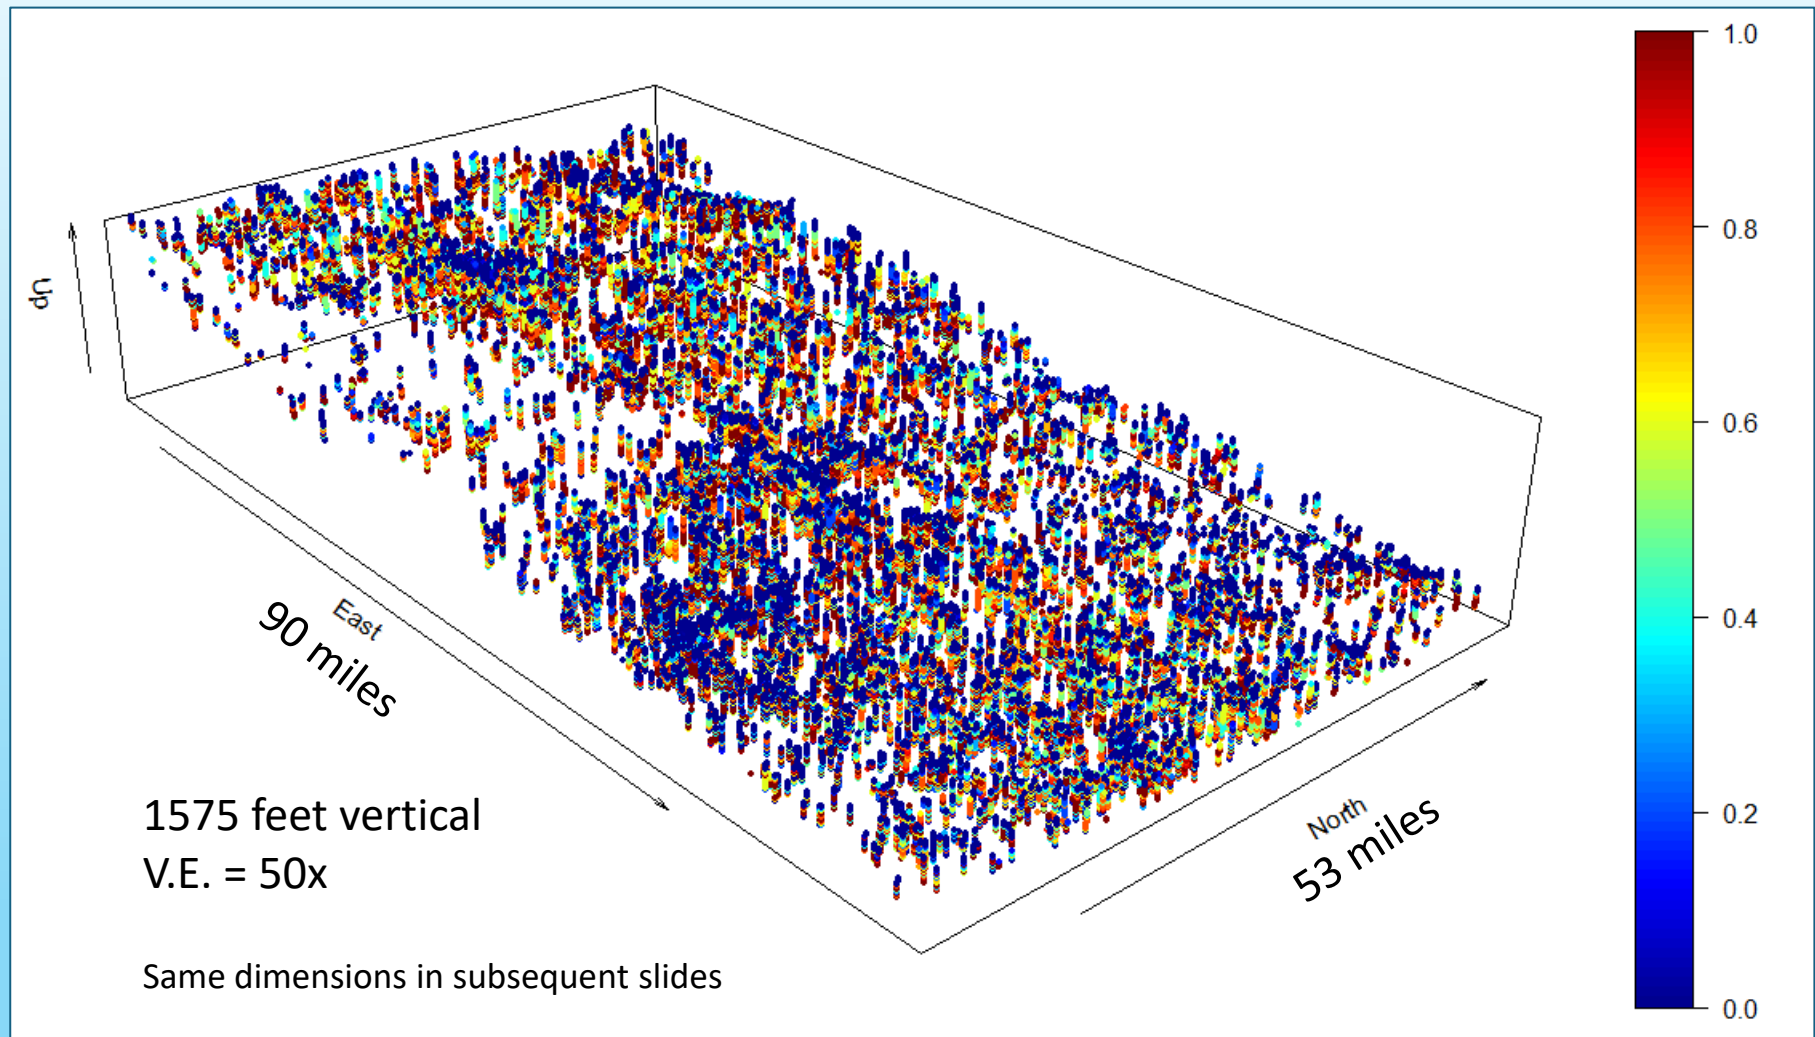 1.0
0.8
0.6
0.4
0.2
0.0
Up
East
90 miles
North
53 miles
1575 feet vertical
V.E. = 50x
Same dimensions in subsequent slides